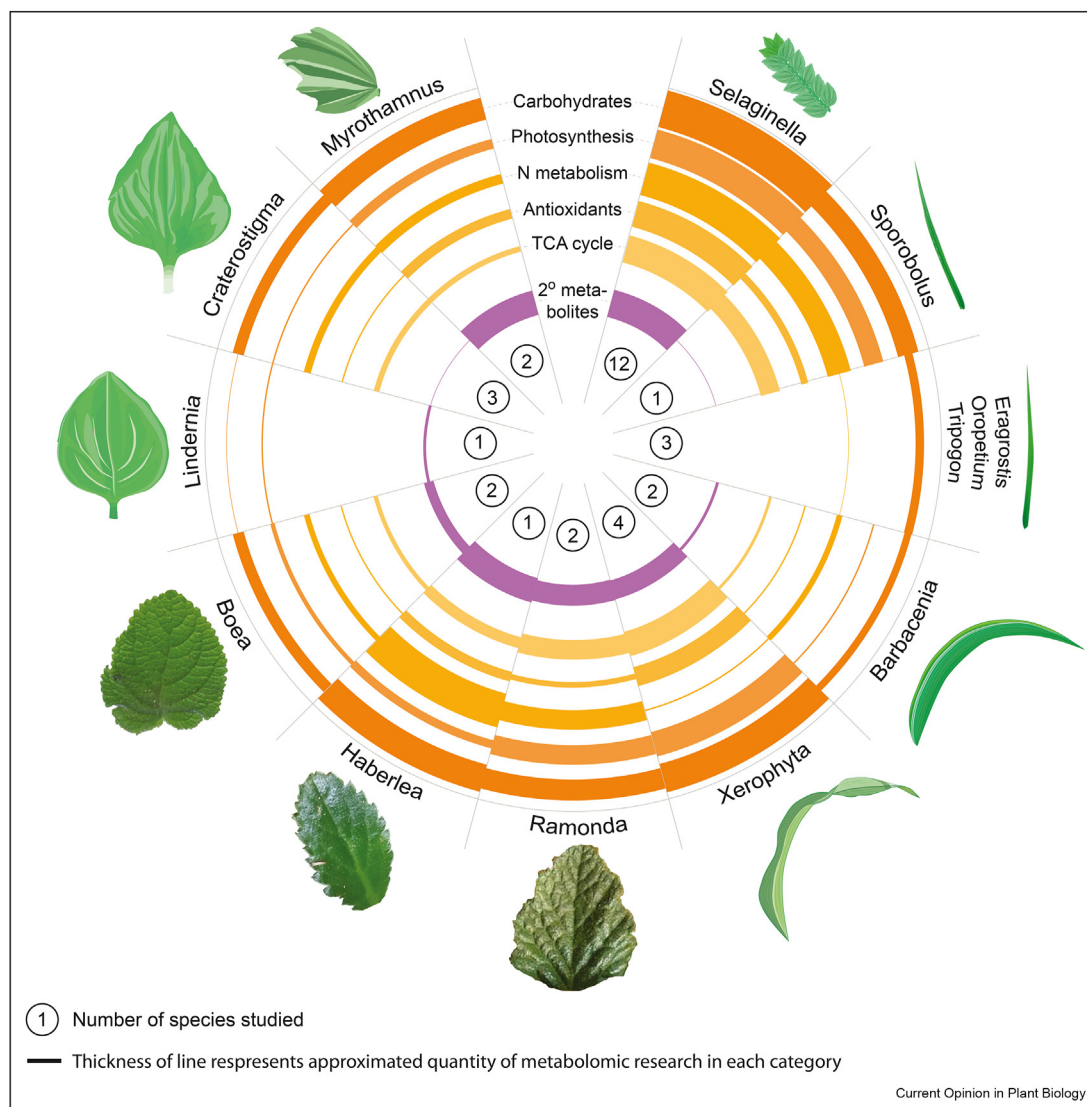 Carbohydrates
Photosynthesis
N metabolism
Antioxidants
TCA cycle
2º meta-
bolites
Selaginella
Sporobolus
Eragrostis
Oropetium
Tripogon
Barbacenia
Xerophyta
Ramonda
Haberlea
Boea
Lindernia
Craterostigma
Myrothamnus
12
1
3
2
4
2
1
2
1
3
2
1 Number of species studied
Thickness of line respresents approximated quantity of metabolomic research in each category
Current Opinion in Plant Biology